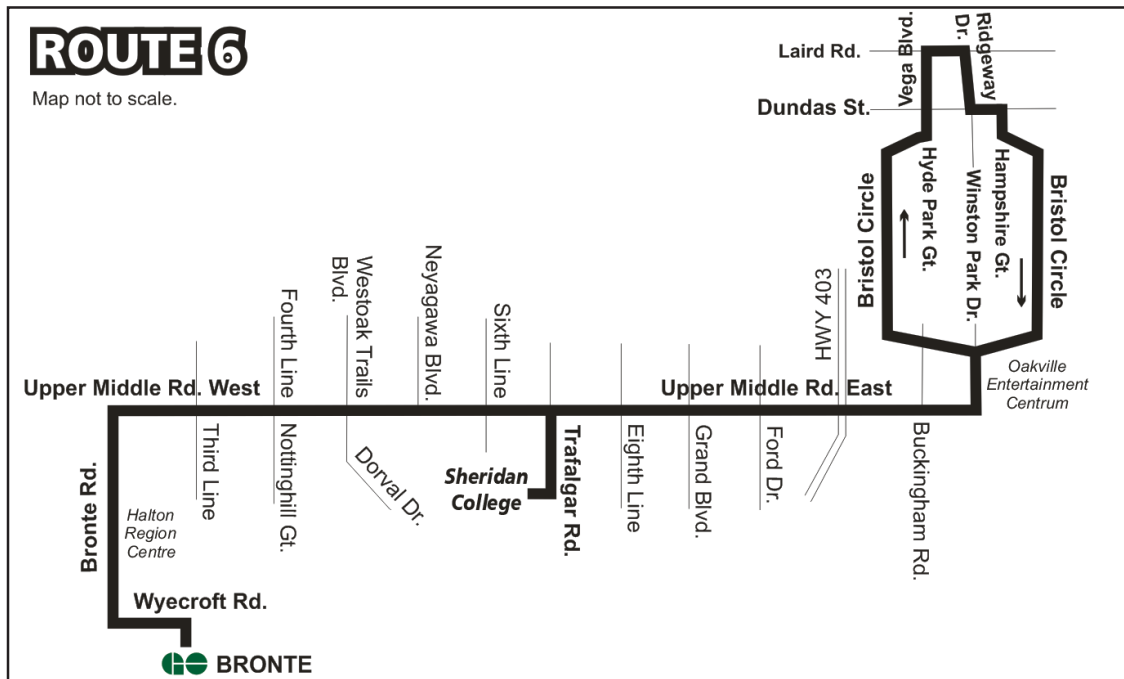 ROUTE 6
Map not to scale.
Laird Rd.
Vega Blvd.
Ridgeway
Dr.
Dundas St.
Bristol Circle
Hyde Park Gt.
Winston Park Dr.
Hampshire Gt.
Bristol Circle
HWY 403
Oakville
Entertainment
Centrum
Fourth Line
Westoak Trails
Blvd.
Neyagawa Blvd.
Sixth Line
Upper Middle Rd. West
Upper Middle Rd. East
Bronte Rd.
Third Line
Nottinghill Gt.
Dorval Dr.
Sheridan
College
Trafalgar Rd.
Eighth Line
Grand Blvd.
Ford Dr.
Buckingham Rd.
Halton
Region
Centre
Wyecroft Rd.
GO BRONTE